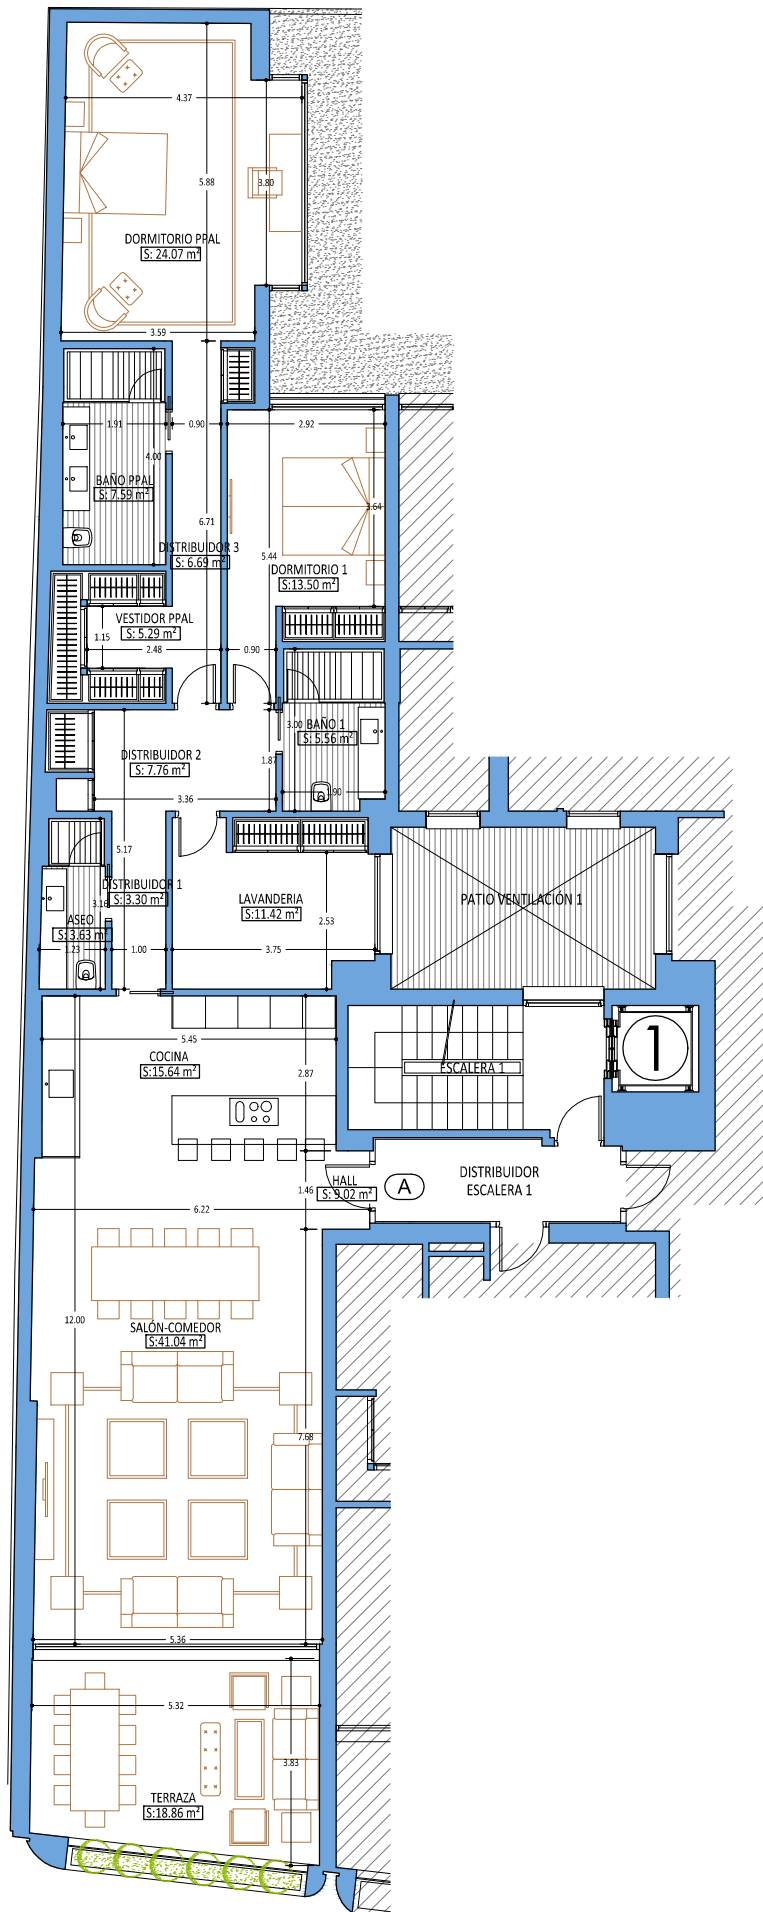 4.37
5.88
3.80
DORMITORIO PPAL
S: 24.07 m²
3.59
1.91
0.90
2.92
4.00
BAÑO PPAL
S: 7.59 m²
3.64
6.71
DISTRIBUIDOR 3
S: 6.69 m²
5.44
DORMITORIO 1
S:13.50 m²
VESTIDOR PPAL
S: 5.29 m²
1.15
2.48
0.90
3.00
BAÑO 1
S: 5.56 m²
DISTRIBUIDOR 2
S: 7.76 m²
1.87
3.36
1.90
5.17
DISTRIBUIDOR 1
S: 3.30 m²
3.16
ASEO
S: 3.63 m²
1.23
1.00
LAVANDERIA
S:11.42 m²
2.53
3.75
PATIO VENTILACIÓN 1
5.45
COCINA
S:15.64 m²
2.87
ESCALERA 1
1
HALL
S: 9.02 m²
A
DISTRIBUIDOR
ESCALERA 1
1.46
6.22
12.00
SALÓN-COMEDOR
S:41.04 m²
7.68
5.36
5.32
3.83
TERRAZA
S:18.86 m²